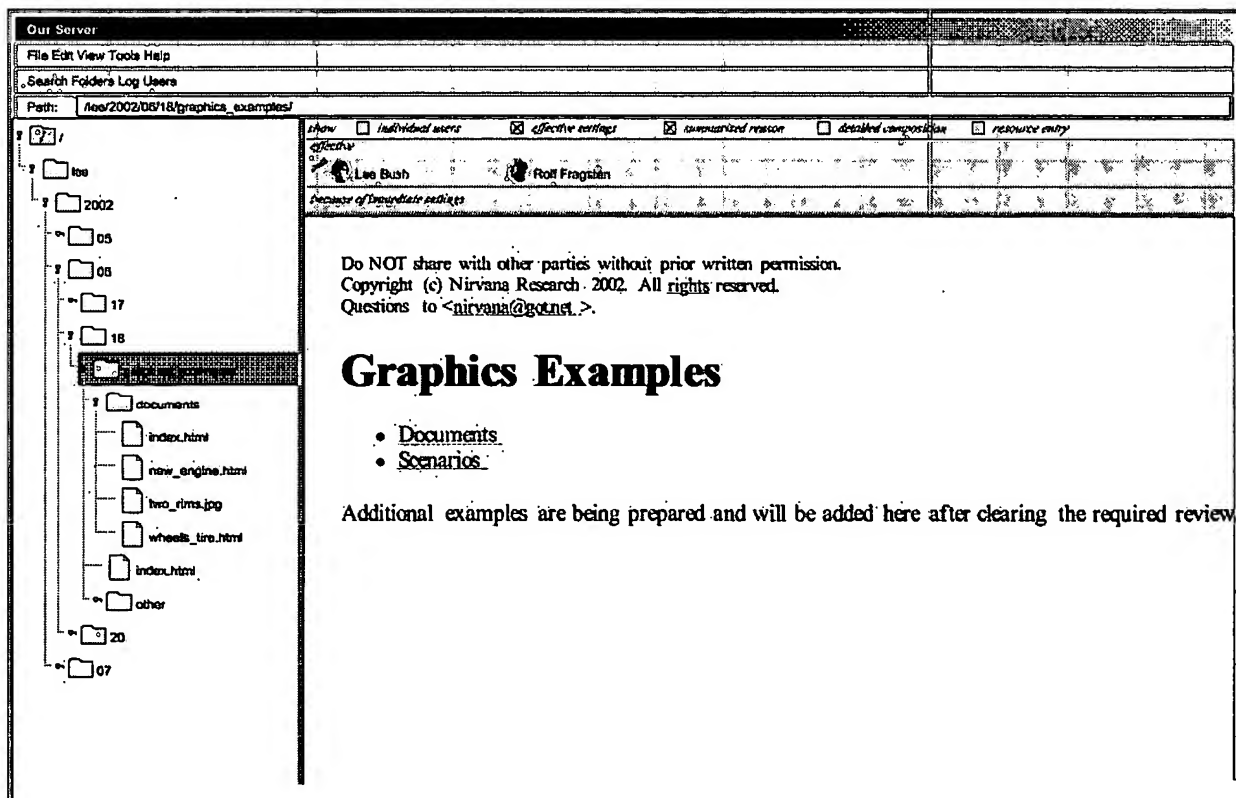 Our Server
File Edit View Tools Help
Search Folders Log Users
Path: /lee/2002/06/18/graphics_examples/
show individual users effective settings summarized reason detailed composition resource entry
effective
Lee Bush Rolf Fragsten
because of immediate settings
/
lee
2002
05
06
17
18
documents
index.html
new_engine.html
two_rims.jpg
wheels_tire.html
index.html
other
20
07
Do NOT share with other parties without prior written permission.
Copyright (c) Nirvana Research 2002. All rights reserved.
Questions to <nirvana@gotnet >.
Graphics Examples
• Documents
• Scenarios
Additional examples are being prepared and will be added here after clearing the required review